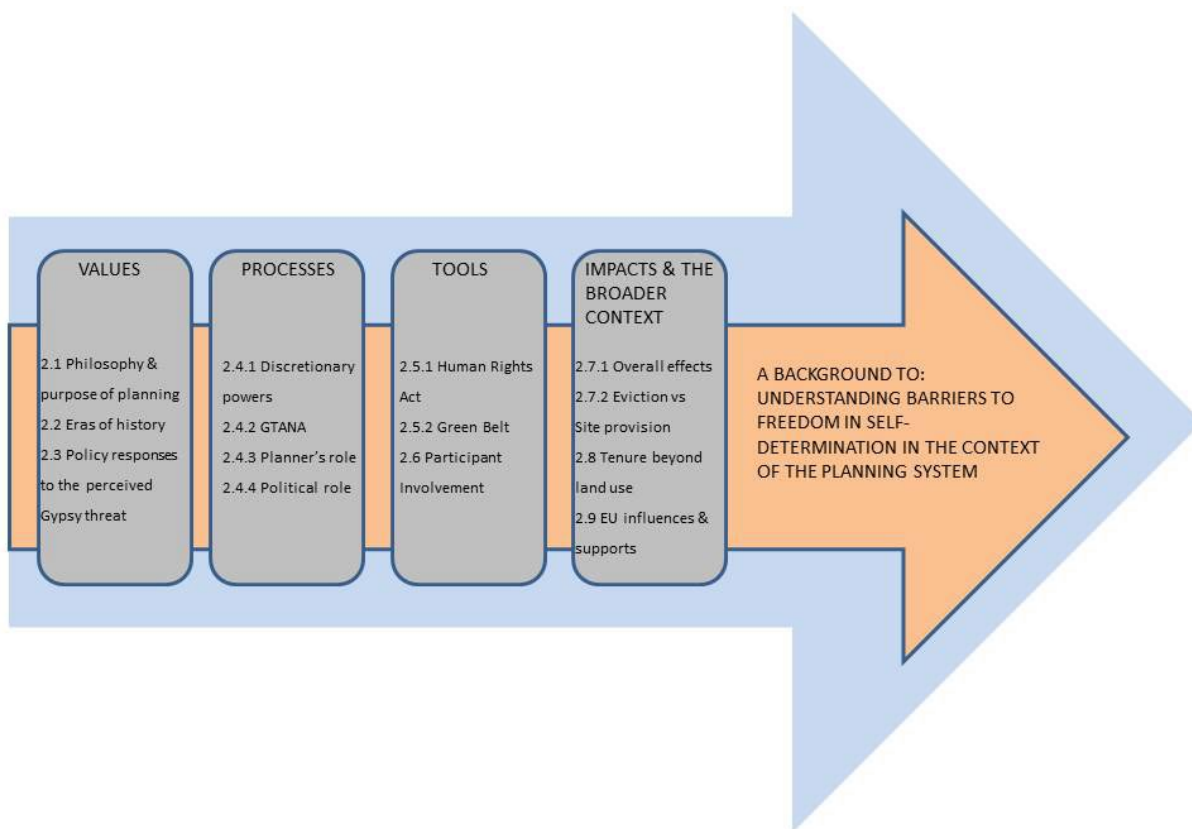 VALUES
2.1 Philosophy &
purpose of planning
2.2 Eras of history
2.3 Policy responses
to the perceived
Gypsy threat
PROCESSES
2.4.1 Discretionary
powers
2.4.2 GTANA
2.4.3 Planner's role
2.4.4 Political role
TOOLS
2.5.1 Human Rights
Act
2.5.2 Green Belt
2.6 Participant
Involvement
IMPACTS & THE
BROADER
CONTEXT
2.7.1 Overall effects
2.7.2 Eviction vs
Site provision
2.8 Tenure beyond
land use
2.9 EU influences &
supports
A BACKGROUND TO:
UNDERSTANDING BARRIERS TO
FREEDOM IN SELF-
DETERMINATION IN THE CONTEXT
OF THE PLANNING SYSTEM